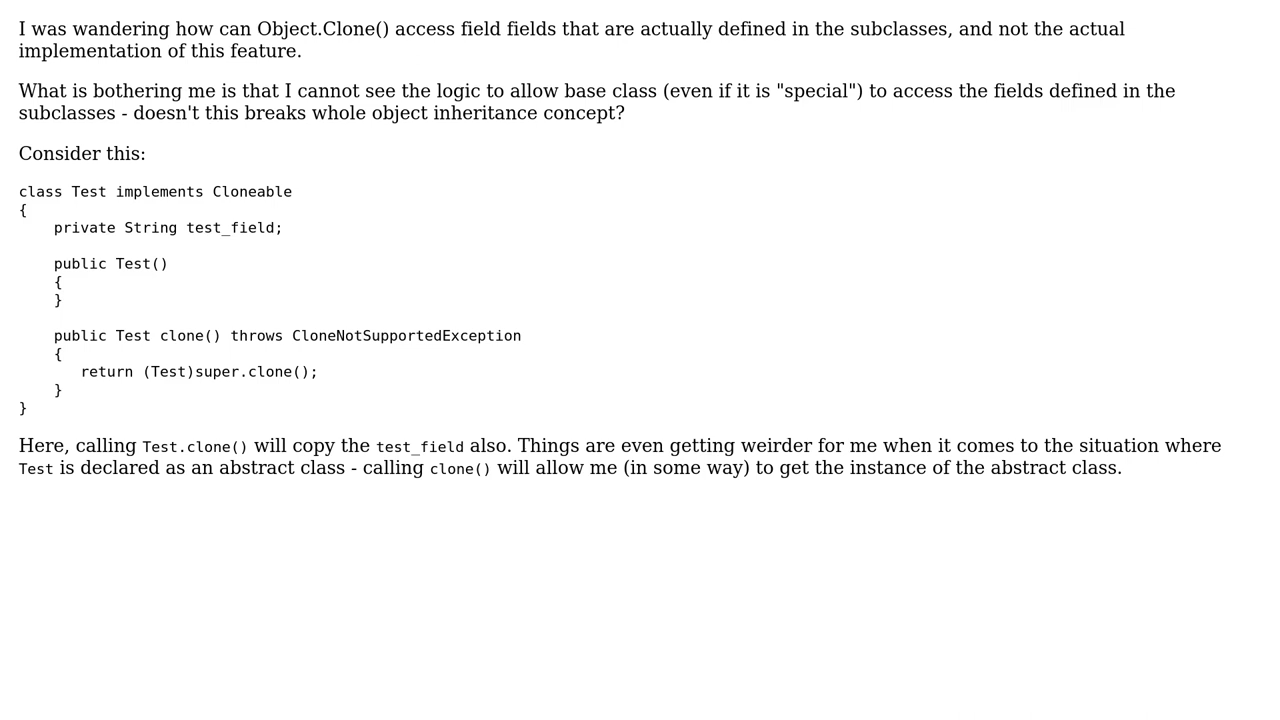 I was wandering how can Object.Clone() access field fields that are actually defined in the subclasses, and not the actual
implementation of this feature.
What is bothering me is that I cannot see the logic to allow base class (even if it is "special") to access the fields defined in the
subclasses - doesn't this breaks whole object inheritance concept?
Consider this:
class Test implements Cloneable
{
    private String test_field;
    public Test()
    {
    }
    public Test clone() throws CloneNotSupportedException
    {
       return (Test)super.clone();
    }
}
Here, calling Test.clone() will copy the test_field also. Things are even getting weirder for me when it comes to the situation where
Test is declared as an abstract class - calling clone() will allow me (in some way) to get the instance of the abstract class.